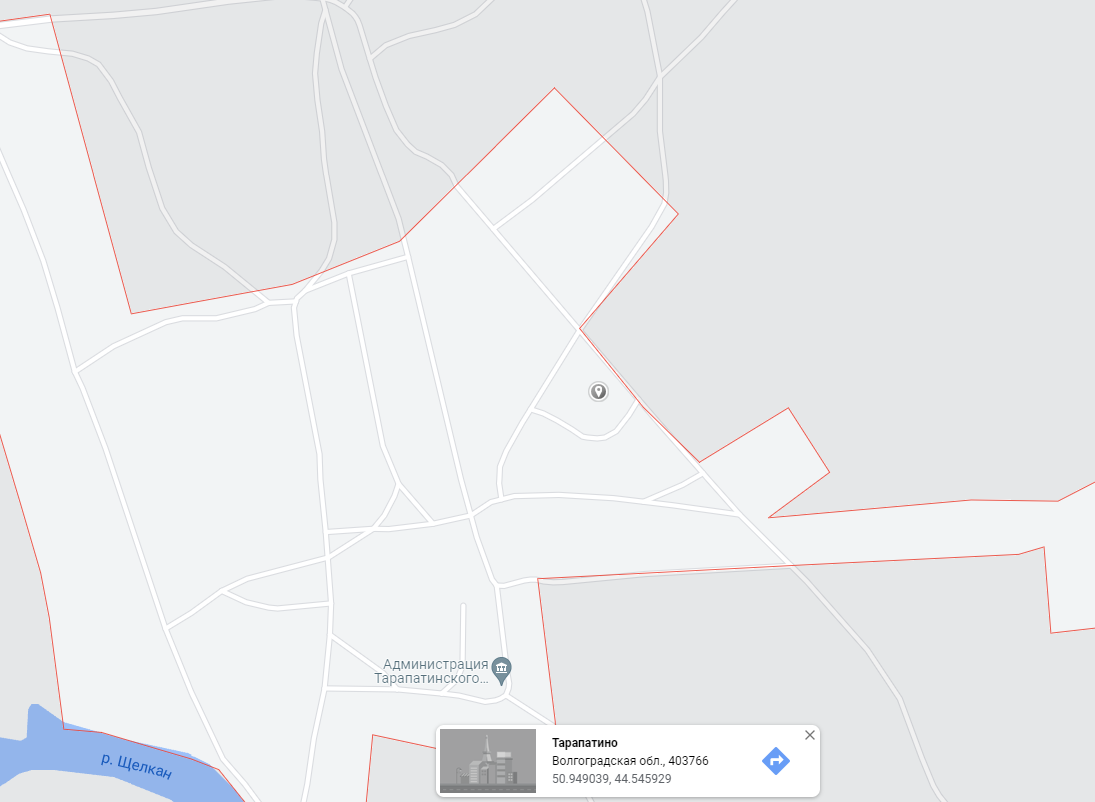 Администрация
Тарапатинского...
р. Щелкан
Тарапатино
Волгоградская обл., 403766
50.949039, 44.545929